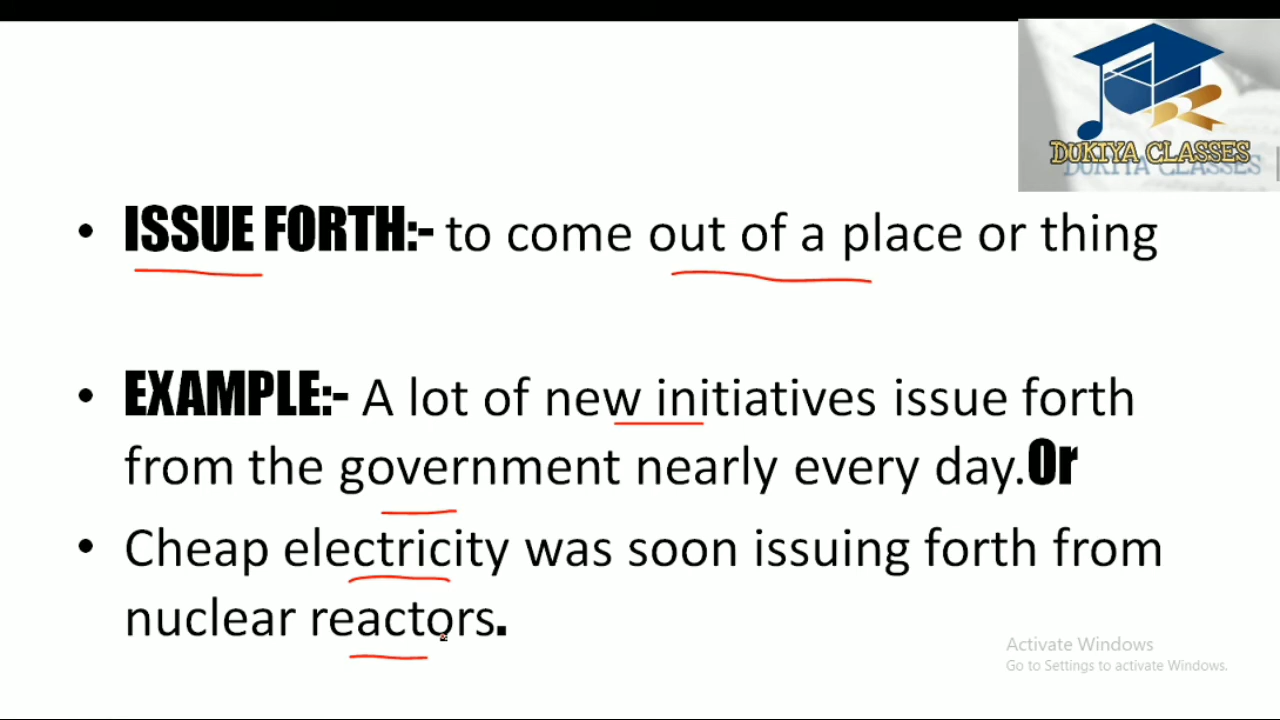 DUKIYA CLASSES
• ISSUE FORTH:- to come out of a place or thing
• EXAMPLE:- A lot of new initiatives issue forth
from the government nearly every day.Or
• Cheap electricity was soon issuing forth from
nuclear reactors.
Activate Windows
Go to Settings to activate Windows.